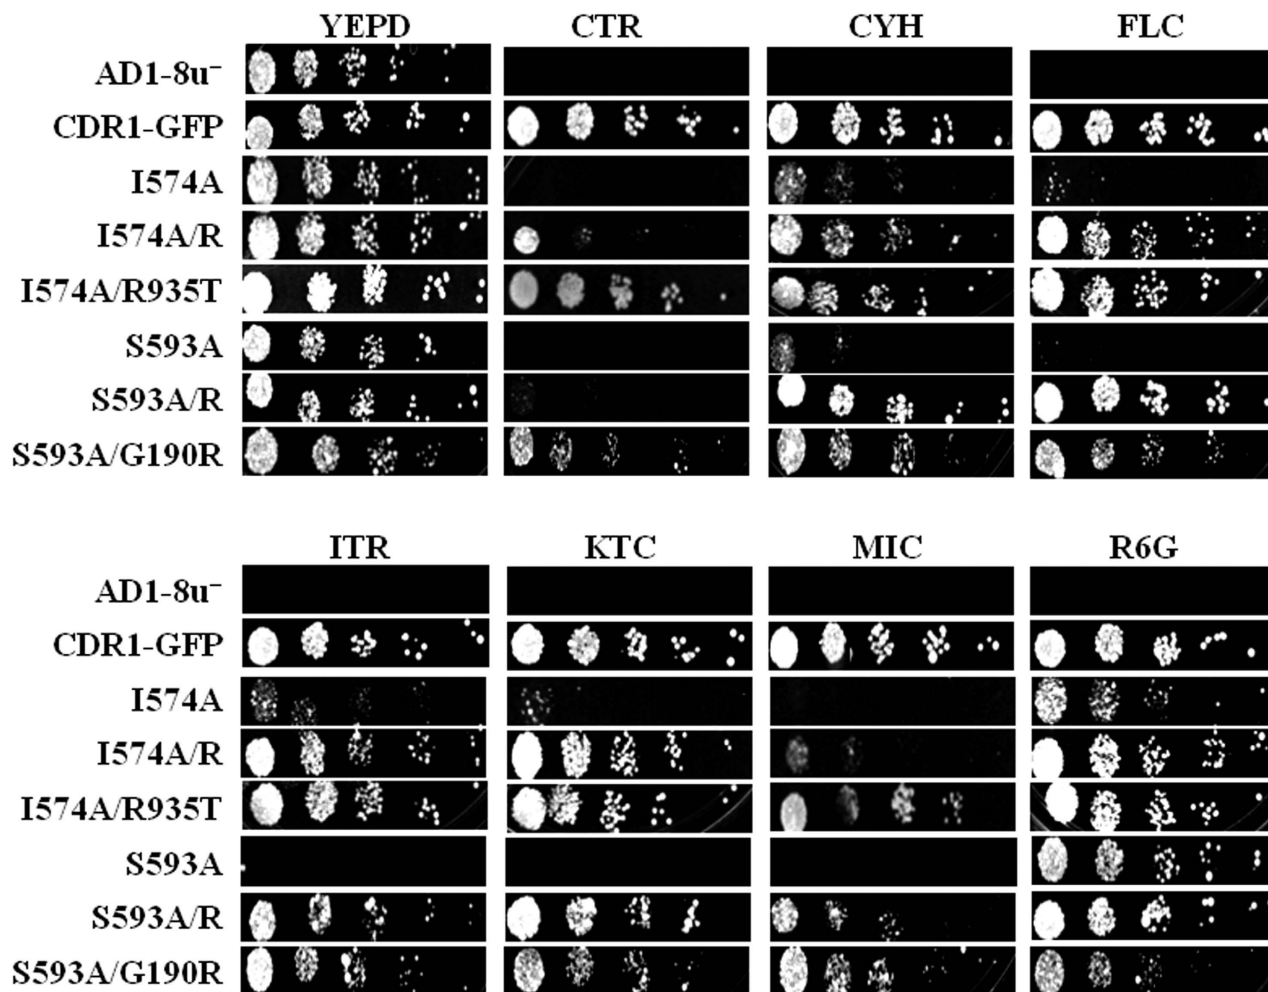 YEPD CTR CYH FLC
AD1-8u⁻
CDR1-GFP
I574A
I574A/R
I574A/R935T
S593A
S593A/R
S593A/G190R
ITR KTC MIC R6G
AD1-8u⁻
CDR1-GFP
I574A
I574A/R
I574A/R935T
S593A
S593A/R
S593A/G190R